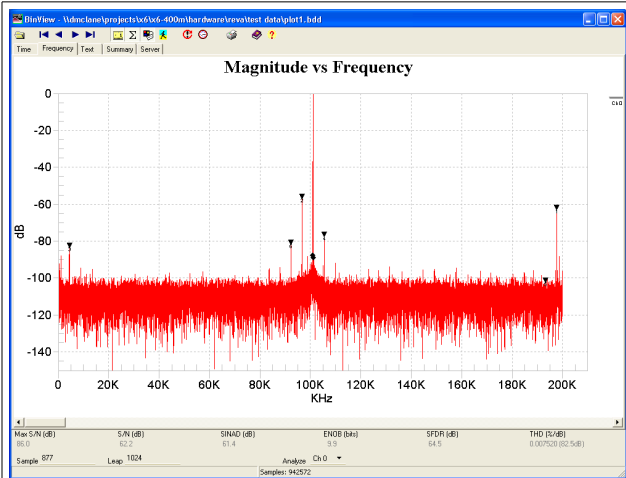 BinView - \\dmclane\projects\x6\x6-400m\hardware\reva\test data\plot1.bdd
Time Frequency Text Summary Server
Magnitude vs Frequency
Ch0
0
-20
-40
-60
-80
-100
-120
-140
dB
0 20K 40K 60K 80K 100K 120K 140K 160K 180K 200K
KHz
Max S/N (dB) S/N (dB) SINAD (dB) ENOB (bits) SFDR (dB) THD (%/dB)
86.0 62.2 61.4 9.9 64.5 0.007520 (82.5dB)
Sample 877 Leap 1024 Analyze Ch 0
Samples: 942572